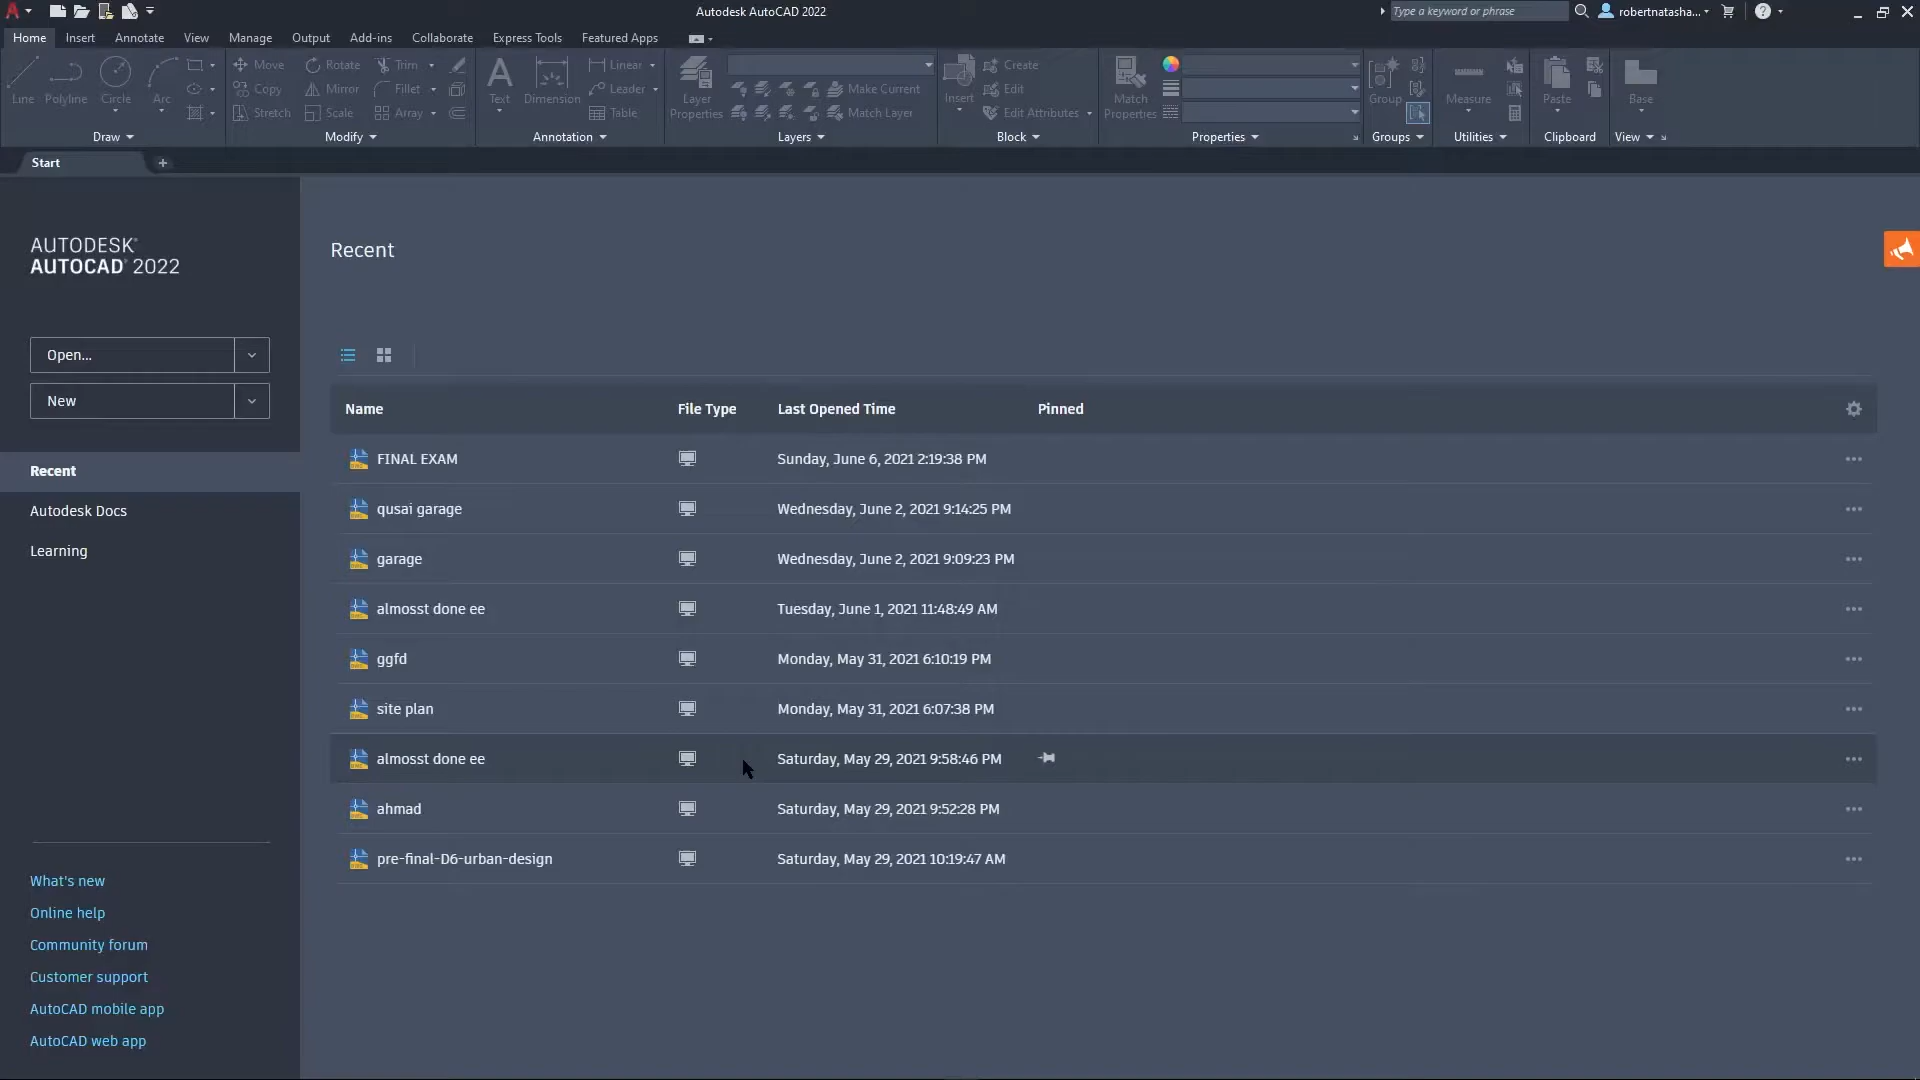 Autodesk AutoCAD 2022
Type a keyword or phrase
robertnatasha...
Home Insert Annotate View Manage Output Add-ins Collaborate Express Tools Featured Apps
Line Polyline Circle Arc
Move Rotate Trim
Copy Mirror Fillet
Stretch Scale Array
Text Dimension
Linear
Leader
Table
Layer Properties
Make Current
Match Layer
Insert
Create
Edit
Edit Attributes
Match Properties
Group
Measure
Paste
Base
Draw Modify Annotation Layers Block Properties Groups Utilities Clipboard View
Start
AUTODESK®
AUTOCAD® 2022
Open...
New
Recent
Autodesk Docs
Learning
What's new
Online help
Community forum
Customer support
AutoCAD mobile app
AutoCAD web app
Recent
Name File Type Last Opened Time Pinned
FINAL EXAM Sunday, June 6, 2021 2:19:38 PM
qusai garage Wednesday, June 2, 2021 9:14:25 PM
garage Wednesday, June 2, 2021 9:09:23 PM
almosst done ee Tuesday, June 1, 2021 11:48:49 AM
ggfd Monday, May 31, 2021 6:10:19 PM
site plan Monday, May 31, 2021 6:07:38 PM
almosst done ee Saturday, May 29, 2021 9:58:46 PM
ahmad Saturday, May 29, 2021 9:52:28 PM
pre-final-D6-urban-design Saturday, May 29, 2021 10:19:47 AM